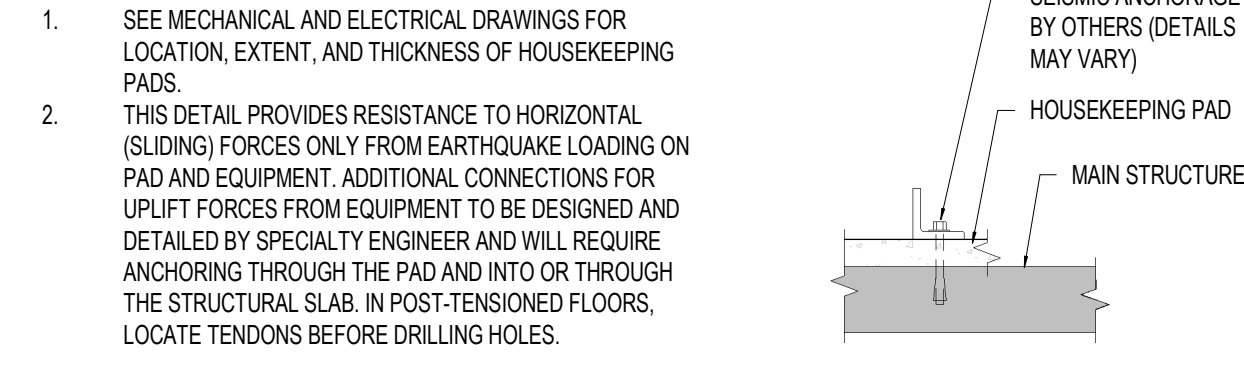 1. SEE MECHANICAL AND ELECTRICAL DRAWINGS FOR
LOCATION, EXTENT, AND THICKNESS OF HOUSEKEEPING
PADS.
2. THIS DETAIL PROVIDES RESISTANCE TO HORIZONTAL
(SLIDING) FORCES ONLY FROM EARTHQUAKE LOADING ON
PAD AND EQUIPMENT. ADDITIONAL CONNECTIONS FOR
UPLIFT FORCES FROM EQUIPMENT TO BE DESIGNED AND
DETAILED BY SPECIALTY ENGINEER AND WILL REQUIRE
ANCHORING THROUGH THE PAD AND INTO OR THROUGH
THE STRUCTURAL SLAB. IN POST-TENSIONED FLOORS,
LOCATE TENDONS BEFORE DRILLING HOLES.
SEISMIC ANCHORAGE
BY OTHERS (DETAILS
MAY VARY)
HOUSEKEEPING PAD
MAIN STRUCTURE